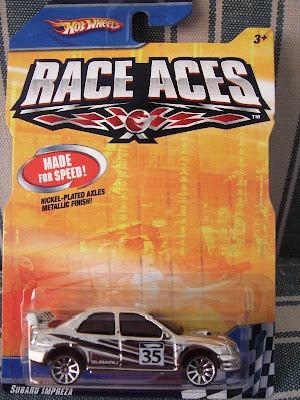 Hot Wheels
3+
RACE ACES
TM
MADE
FOR SPEED!
NICKEL-PLATED AXLES
METALLIC FINISH!
SUBARU
35
SUBARU IMPREZA